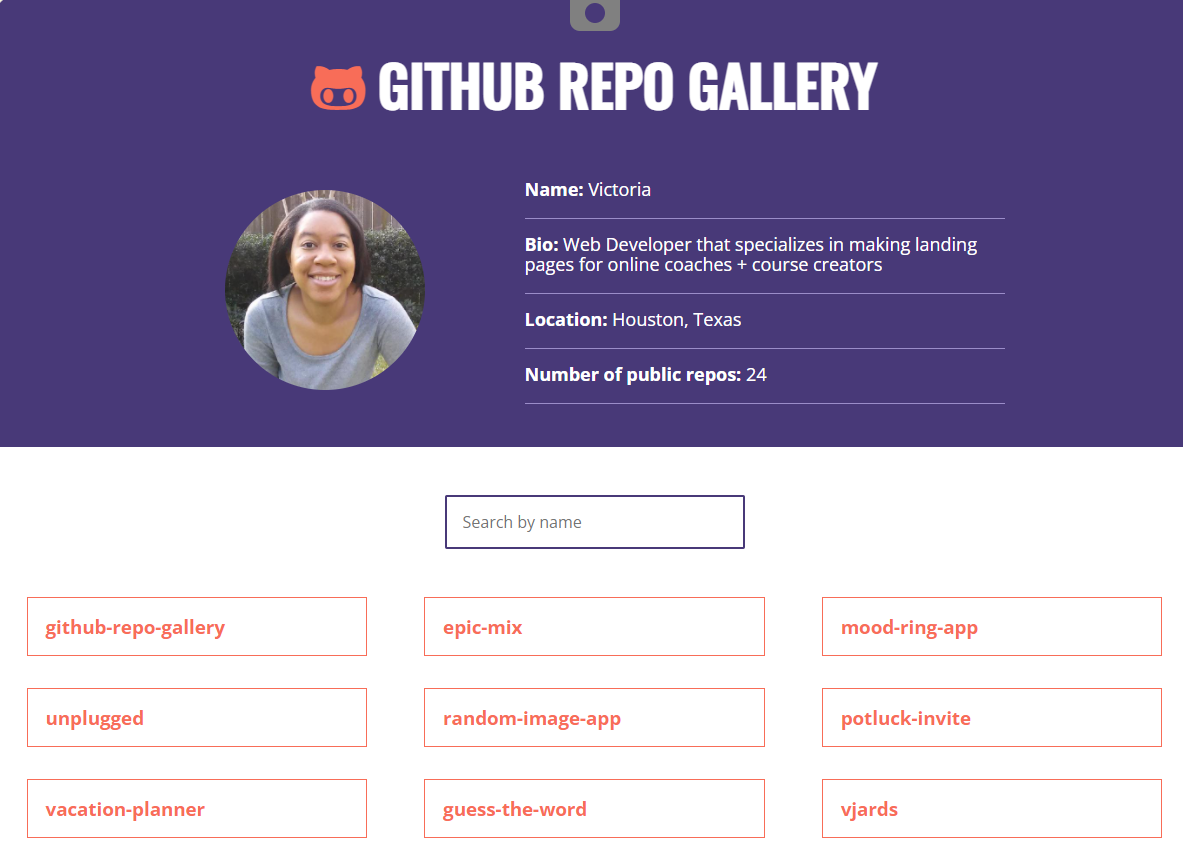 GITHUB REPO GALLERY
Name: Victoria
Bio: Web Developer that specializes in making landing
pages for online coaches + course creators
Location: Houston, Texas
Number of public repos: 24
Search by name
github-repo-gallery
epic-mix
mood-ring-app
unplugged
random-image-app
potluck-invite
vacation-planner
guess-the-word
vjards